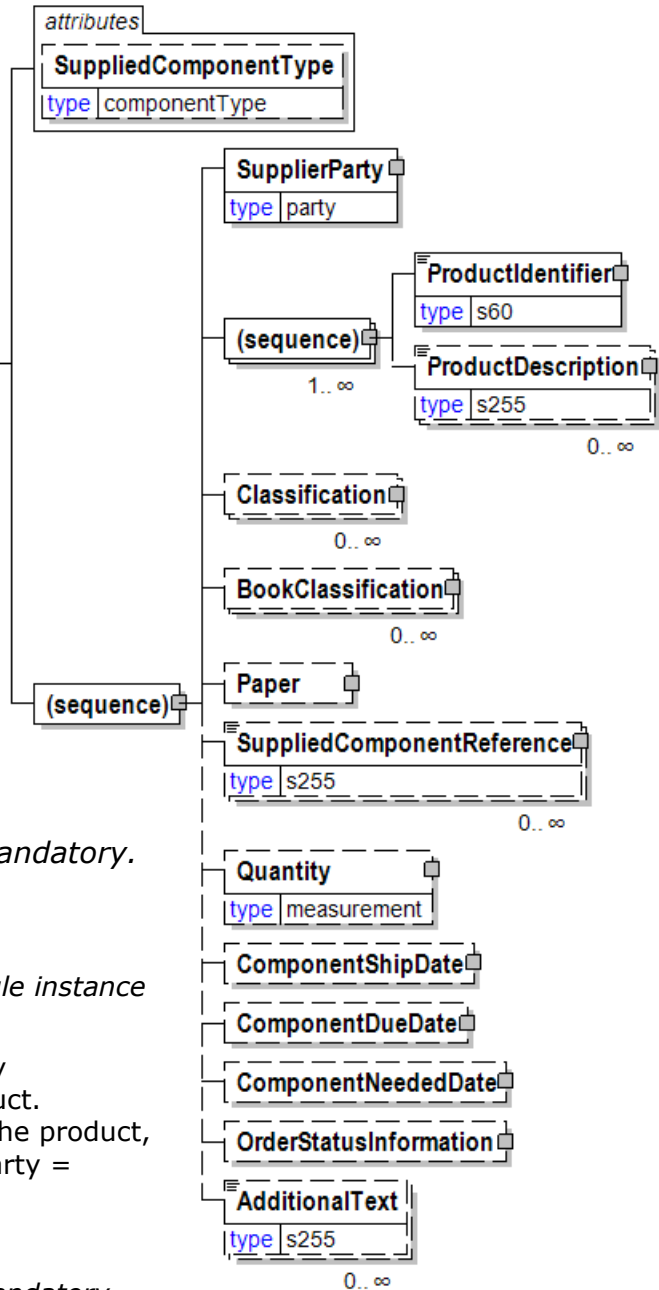 attributes
SuppliedComponentType
type componentType
SupplierParty
type party
ProductIdentifier
type s60
(sequence)
1.. ∞
ProductDescription
type s255
0.. ∞
Classification
0.. ∞
BookClassification
0.. ∞
Paper
(sequence)
SuppliedComponentReference
type s255
0.. ∞
andatory.
Quantity
type measurement
le instance
ComponentShipDate
ComponentDueDate
ComponentNeededDate
uct.
he product,
OrderStatusInformation
arty =
AdditionalText
type s255
0.. ∞